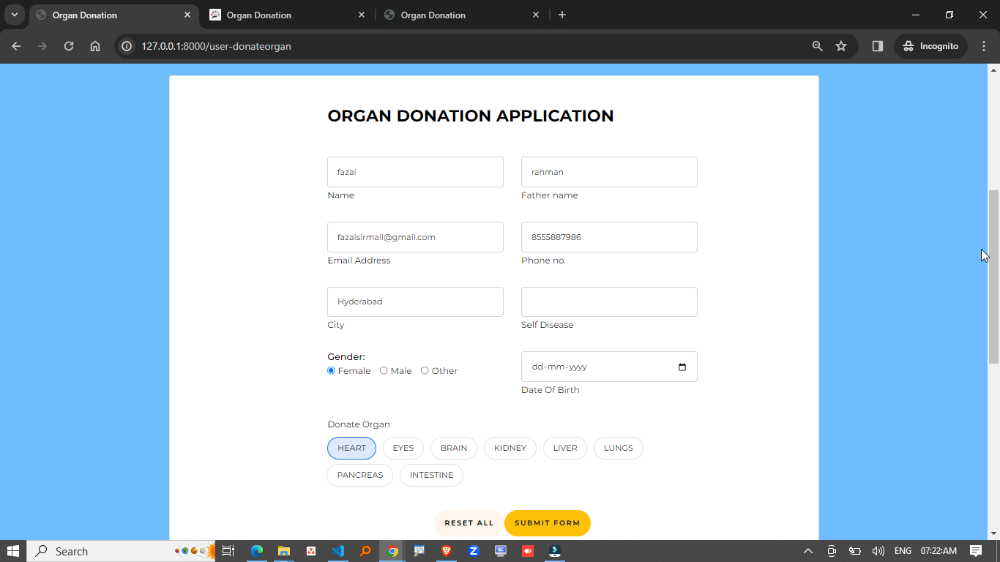 Organ Donation Organ Donation Organ Donation
127.0.0.1:8000/user-donateorgan Incognito
ORGAN DONATION APPLICATION
fazal rahman
Name Father name
fazalsirmail@gmail.com 8555887986
Email Address Phone no.
Hyderabad
City Self Disease
Gender:
Female Male Other
dd-mm-yyyy
Date Of Birth
Donate Organ
HEART EYES BRAIN KIDNEY LIVER LUNGS
PANCREAS INTESTINE
RESET ALL SUBMIT FORM
Search ENG 07:22:AM